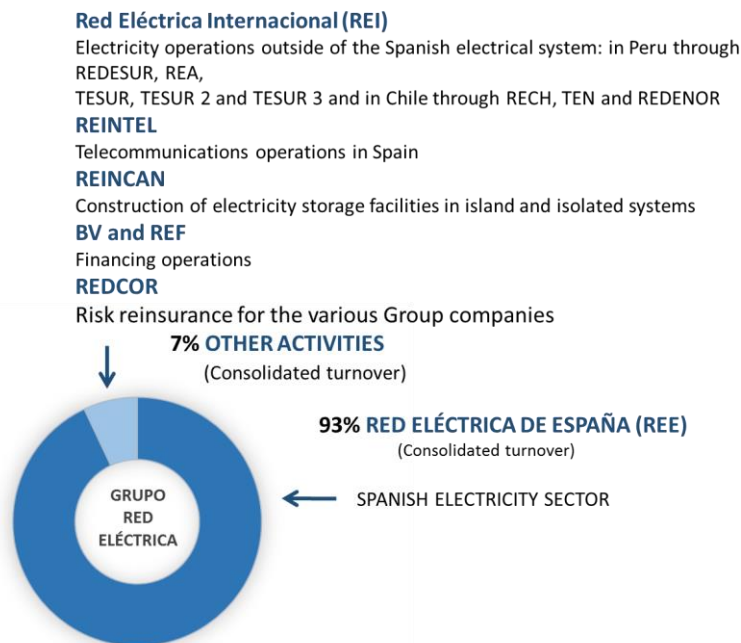 Red Eléctrica Internacional (REI)
Electricity operations outside of the Spanish electrical system: in Peru through
REDESUR, REA,
TESUR, TESUR 2 and TESUR 3 and in Chile through RECH, TEN and REDENOR
REINTEL
Telecommunications operations in Spain
REINCAN
Construction of electricity storage facilities in island and isolated systems
BV and REF
Financing operations
REDCOR
Risk reinsurance for the various Group companies
7% OTHER ACTIVITIES
(Consolidated turnover)
93% RED ELÉCTRICA DE ESPAÑA (REE)
(Consolidated turnover)
SPANISH ELECTRICITY SECTOR
GRUPO
RED
ELÉCTRICA